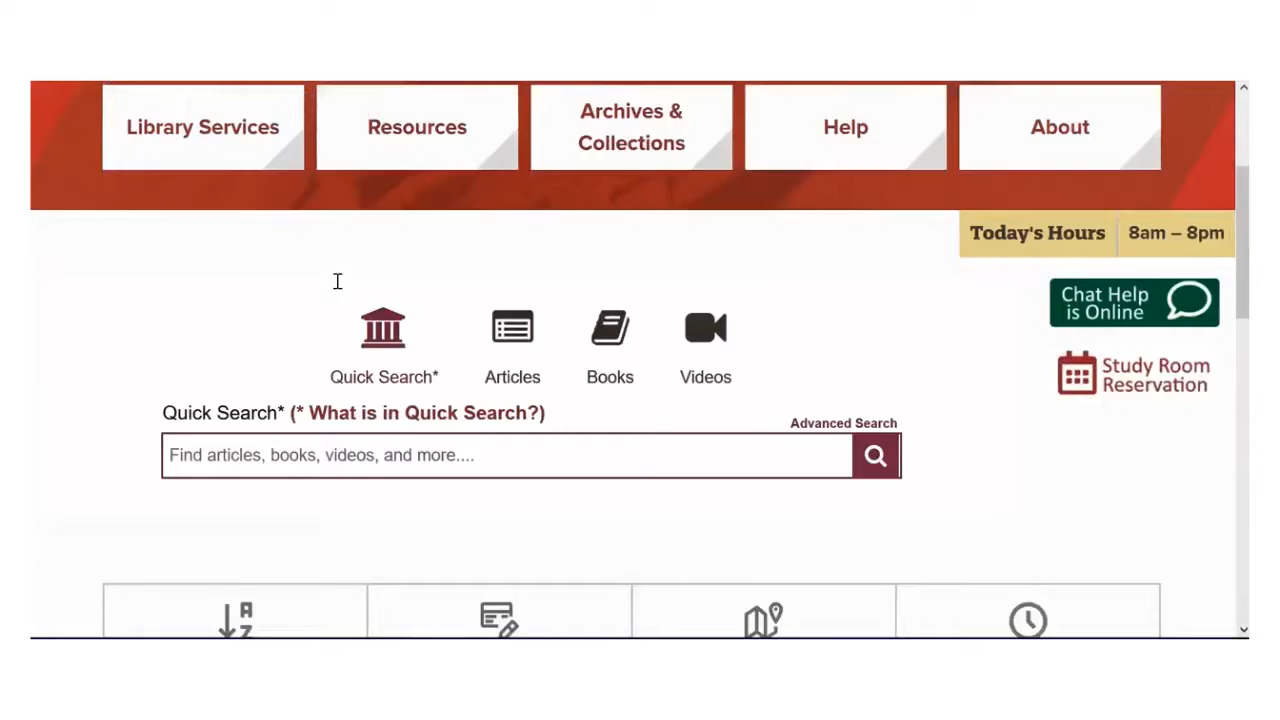 Library Services
Resources
Archives &
Collections
Help
About
Today's Hours
8am – 8pm
Chat Help
is Online
Study Room
Reservation
Quick Search*
Articles
Books
Videos
Quick Search* (* What is in Quick Search?)
Advanced Search
Find articles, books, videos, and more....
A
Z